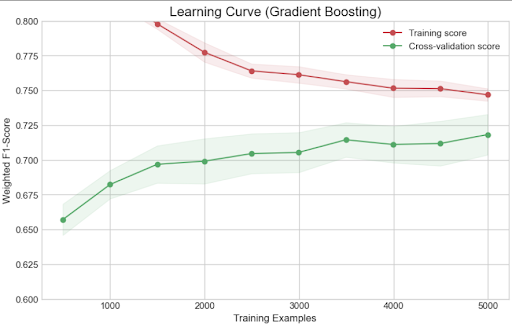 Learning Curve (Gradient Boosting)
0.800
0.775
0.750
0.725
0.700
0.675
0.650
0.625
0.600
Weighted F1-Score
Training score
Cross-validation score
1000
2000
3000
4000
5000
Training Examples